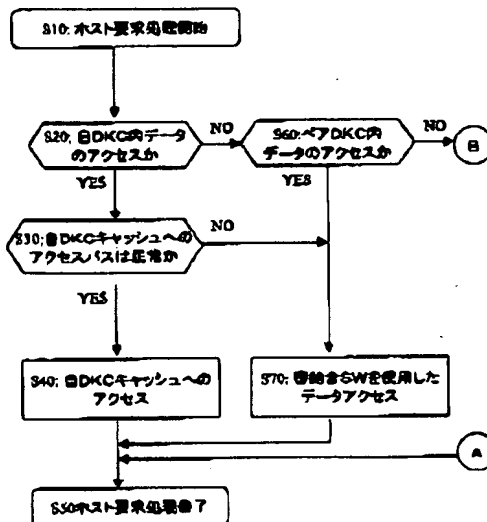 S10: ホスト要求処理開始
S20; 自DKC内データ
のアクセスか
NO
S60:ペアDKC内
データのアクセスか
NO
B
YES
YES
S30;自DKCキャッシュへの
アクセスパスは正常か
NO
YES
S40; 自DKCキャッシュへの
アクセス
S70; 密結合SWを使用した
データアクセス
A
S50ホスト要求処理終了